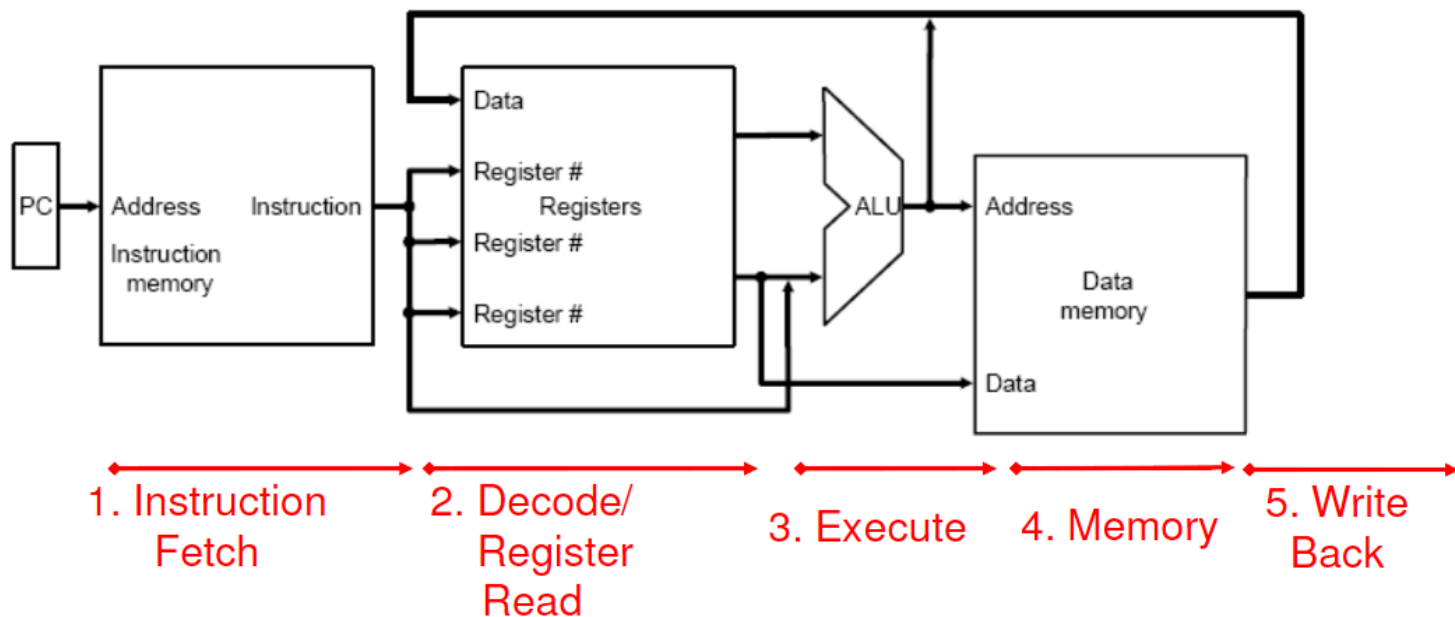 PC
Address
Instruction
Instruction
memory
Data
Register #
Registers
Register #
Register #
ALU
Address
Data
memory
Data
1. Instruction
Fetch
2. Decode/
Register
Read
3. Execute
4. Memory
5. Write
Back